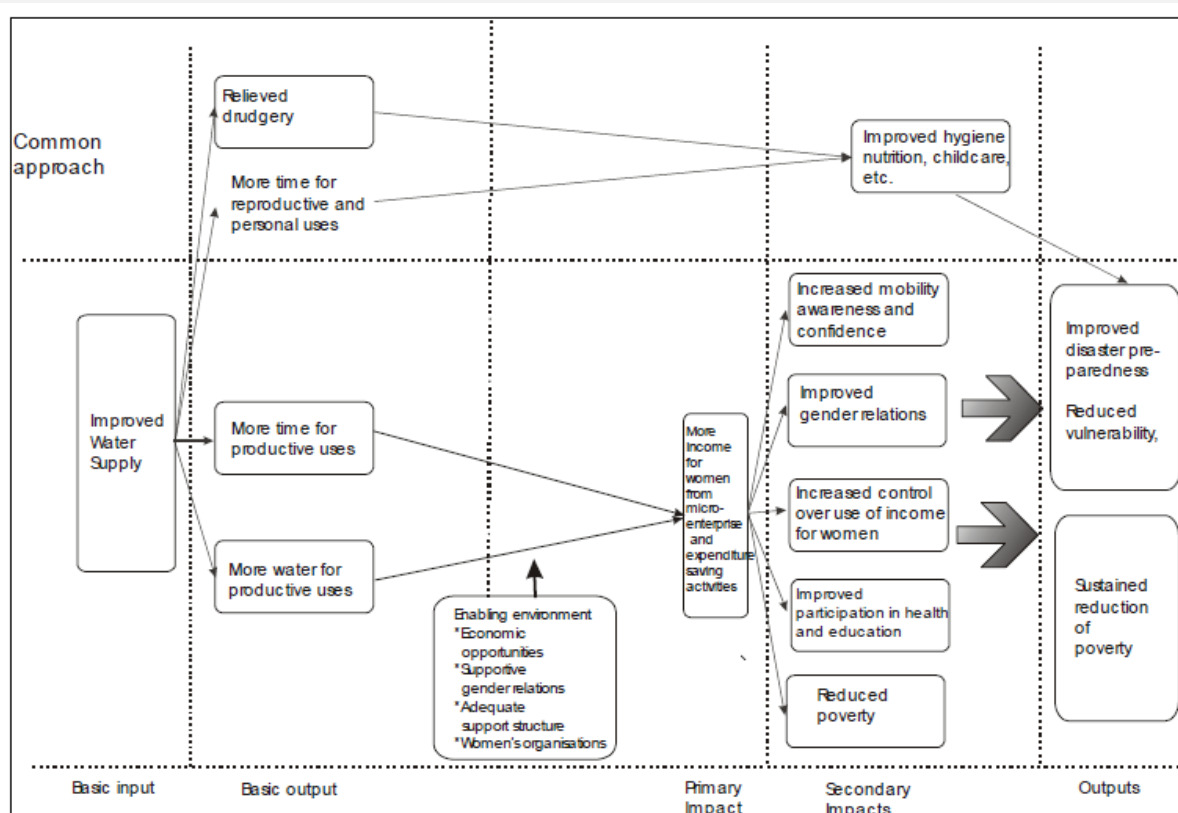 Relieved
drudgery
Common
approach
Improved hygiene
nutrition, childcare,
etc.
More time for
reproductive and
personal uses
Increased mobility
awareness and
confidence
Improved
disaster pre-
paredness
Reduced
vulnerability,
Improved
gender relations
Improved
Water
Supply
More time for
productive uses
More
income
for
women
from
micro-
enterprise
and
expenditure
saving
activities
Increased control
over use of income
for women
More water for
productive uses
Improved
participation in health
and education
Sustained
reduction
of
poverty
Enabling environment
*Economic
opportunities
*Supportive
gender relations
*Adequate
support structure
*Women's organisations
Reduced
poverty
Basic input
Basic output
Primary
Impact
Secondary
Impacts
Outputs